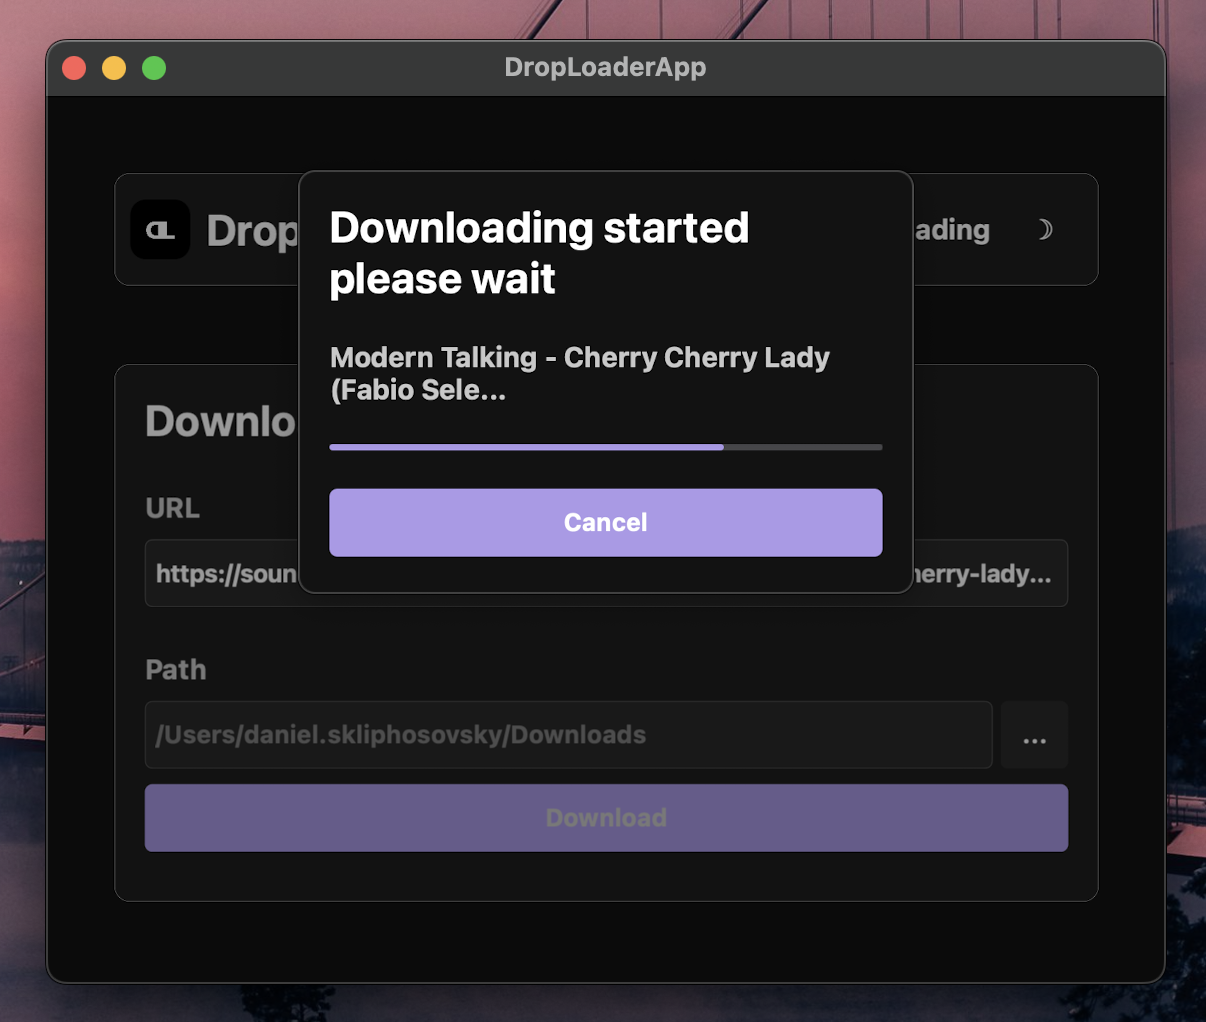 DropLoaderApp
DL Drop
ading
Downloading started
please wait
Modern Talking - Cherry Cherry Lady
(Fabio Sele...
Cancel
Downlo
URL
https://soun
herry-lady...
Path
/Users/daniel.skliphosovsky/Downloads
...
Download